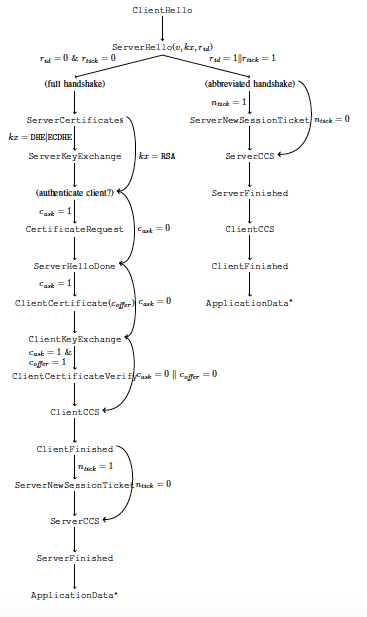 ClientHello
ServerHello(v, kx, r_id)
r_id = 0 & r_tick = 0
r_id = 1||r_tick = 1
(full handshake)
(abbreviated handshake)
n_tick = 1
ServerCertificates
ServerNewSessionTicket
n_tick = 0
kx = DHE|ECDHE
ServerKeyExchange
kx = RSA
ServerCCS
(authenticate client?)
ServerFinished
c_ask = 1
CertificateRequest
c_ask = 0
ClientCCS
ServerHelloDone
ClientFinished
c_ask = 1
ClientCertificate(c_offer)
c_ask = 0
ApplicationData*
ClientKeyExchange
c_ask = 1 &
c_offer = 1
ClientCertificateVerify
c_ask = 0 || c_offer = 0
ClientCCS
ClientFinished
n_tick = 1
ServerNewSessionTicket
n_tick = 0
ServerCCS
ServerFinished
ApplicationData*